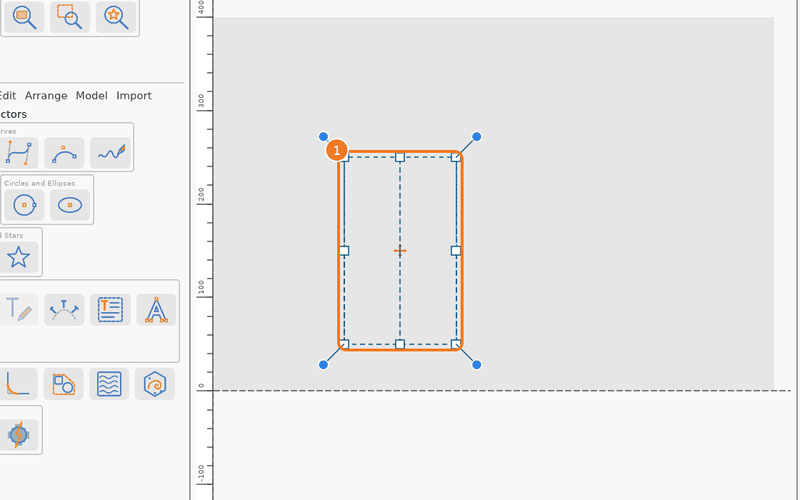 400
Edit Arrange Model Import
ctors
rves
300
Circles and Ellipses
200
d Stars
100
0
-100
1